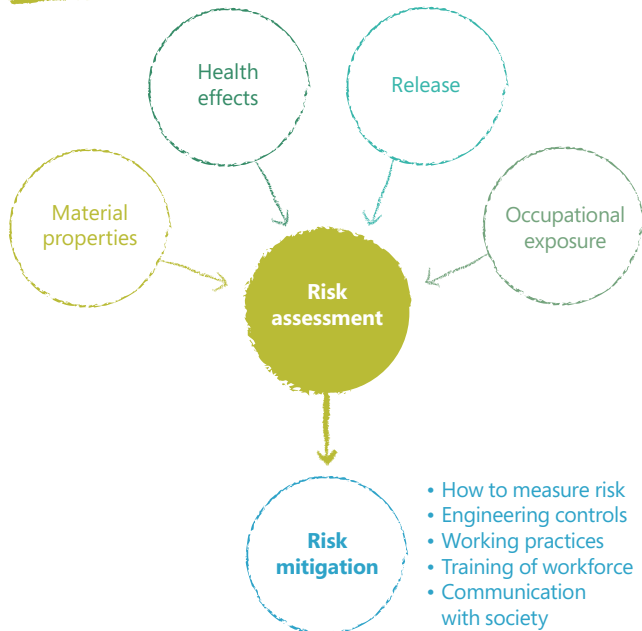 Health
effects
Release
Material
properties
Occupational
exposure
Risk
assessment
Risk
mitigation
• How to measure risk
• Engineering controls
• Working practices
• Training of workforce
• Communication
with society